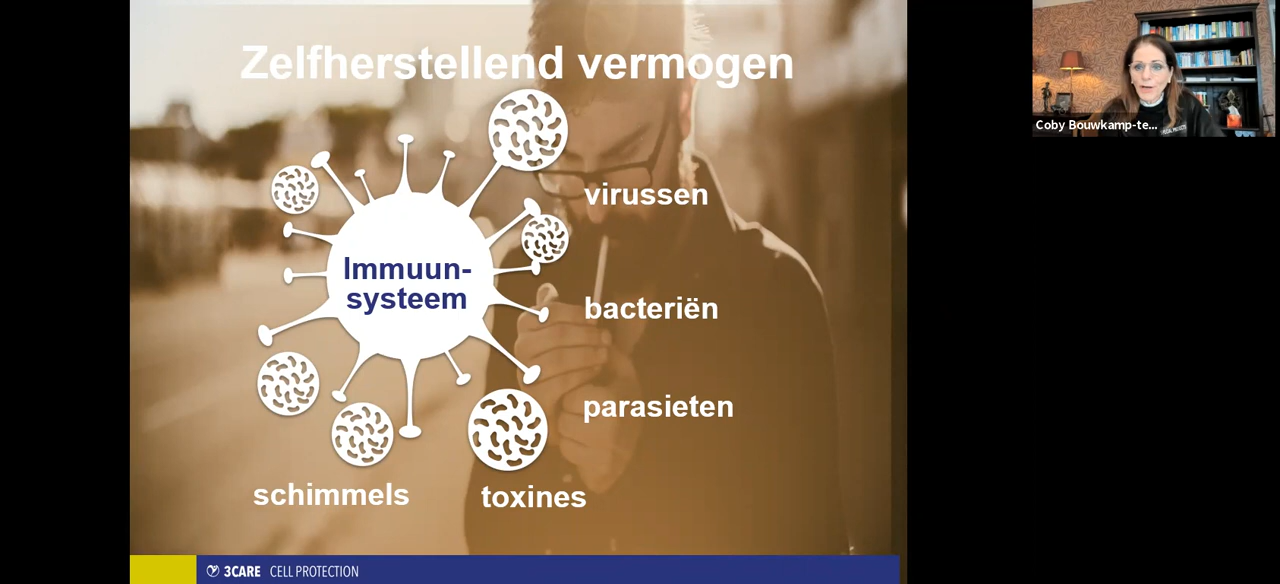 Zelfherstellend vermogen
virussen
Immuun-
systeem
bacteriën
parasieten
schimmels
toxines
3CARE CELL PROTECTION
Coby Bouwkamp-te...